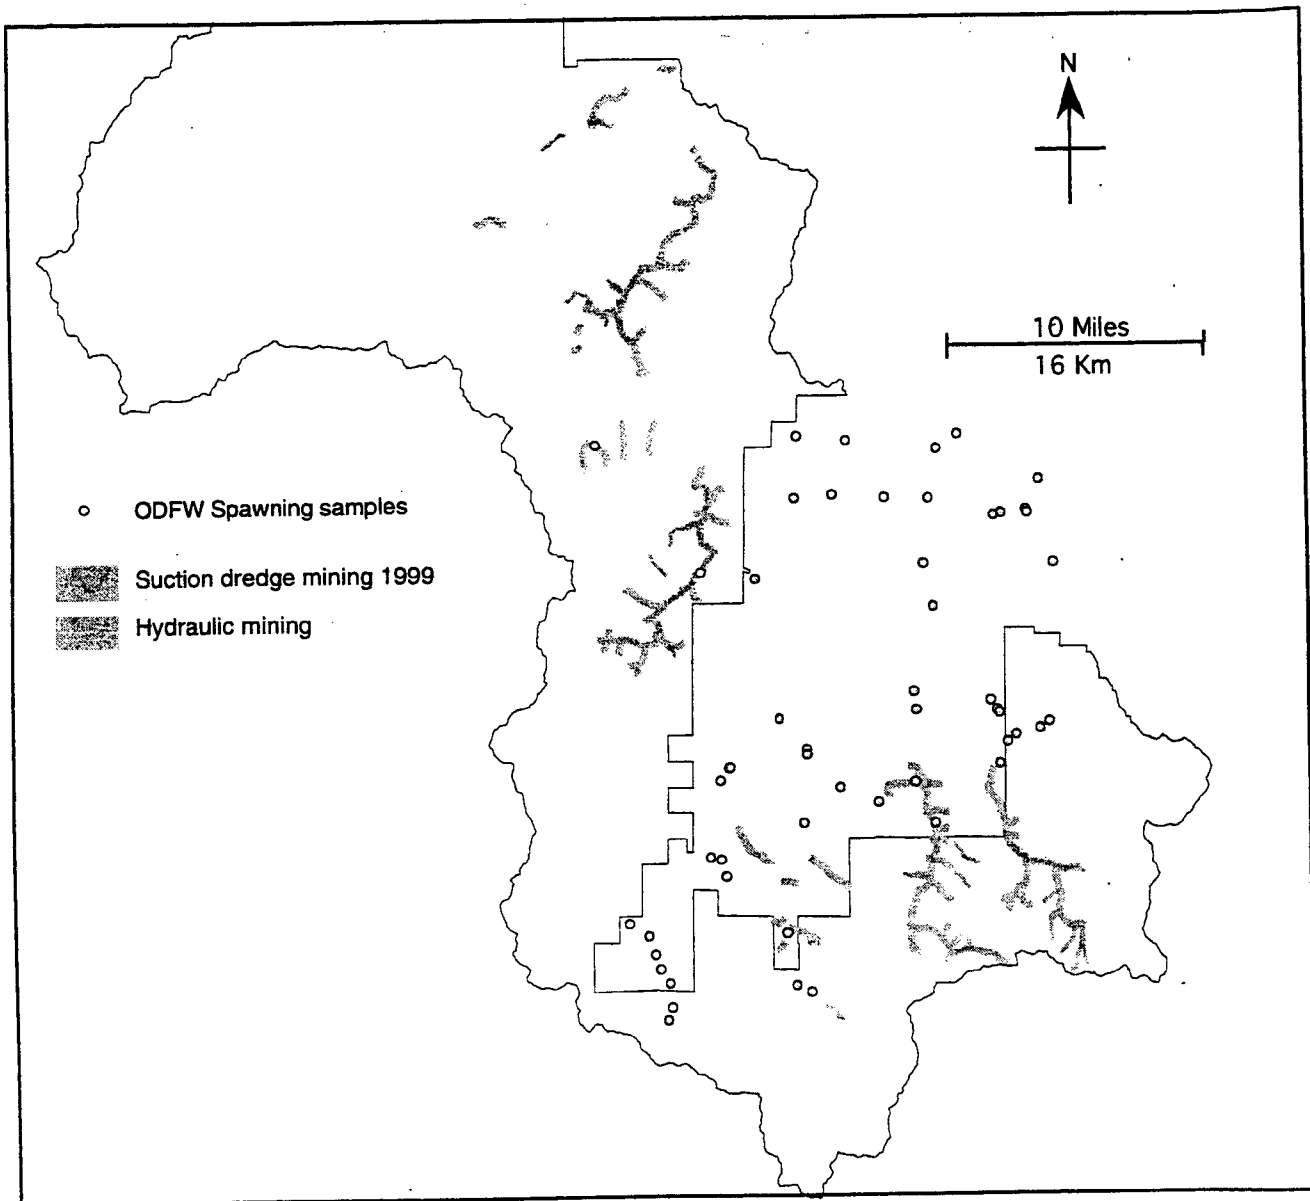 N
10 Miles
16 Km
ODFW Spawning samples
Suction dredge mining 1999
Hydraulic mining